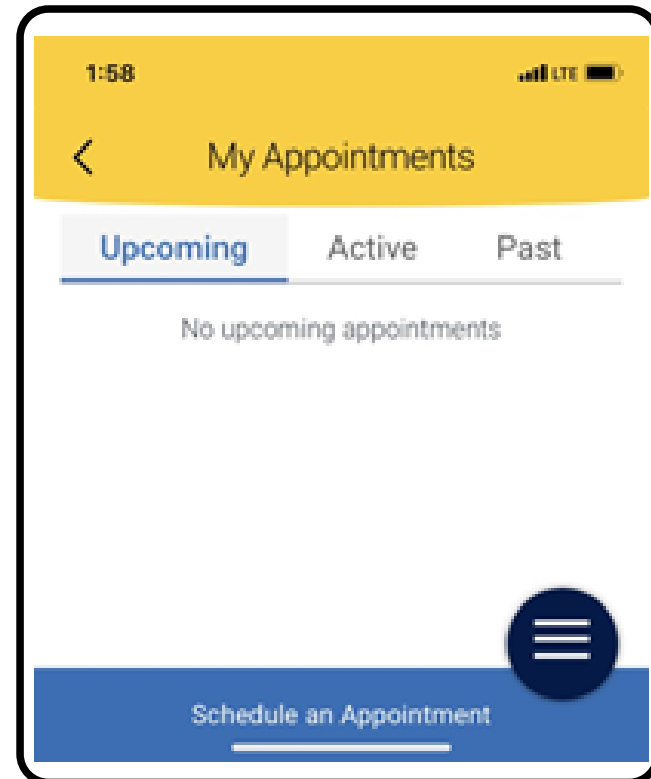 1:58 LTE
My Appointments
Upcoming Active Past
No upcoming appointments
Schedule an Appointment